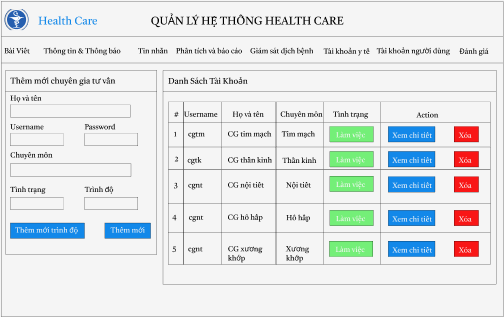 Health Care
QUẢN LÝ HỆ THỐNG HEALTH CARE
Bài Viết Thông tin & Thông báo Tin nhắn Phân tích và báo cáo Giám sát dịch bệnh Tài khoản y tế Tài khoản người dùng Đánh giá
Thêm mới chuyên gia tư vấn
Họ và tên
Username Password
Chuyên môn
Tình trạng Trình độ
Thêm mới trình độ Thêm mới
Danh Sách Tài Khoản
# Username Họ và tên Chuyên môn Tình trạng Action
1 cgtm CG tim mạch Tim mạch Làm việc Xem chi tiết Xóa
2 cgtk CG thần kinh Thần kinh Làm việc Xem chi tiết Xóa
3 cgnt CG nội tiết Nội tiết Làm việc Xem chi tiết Xóa
4 cgnt CG hô hấp Hô hấp Làm việc Xem chi tiết Xóa
5 cgnt CG xương Xương Làm việc Xem chi tiết Xóa
khớp khớp